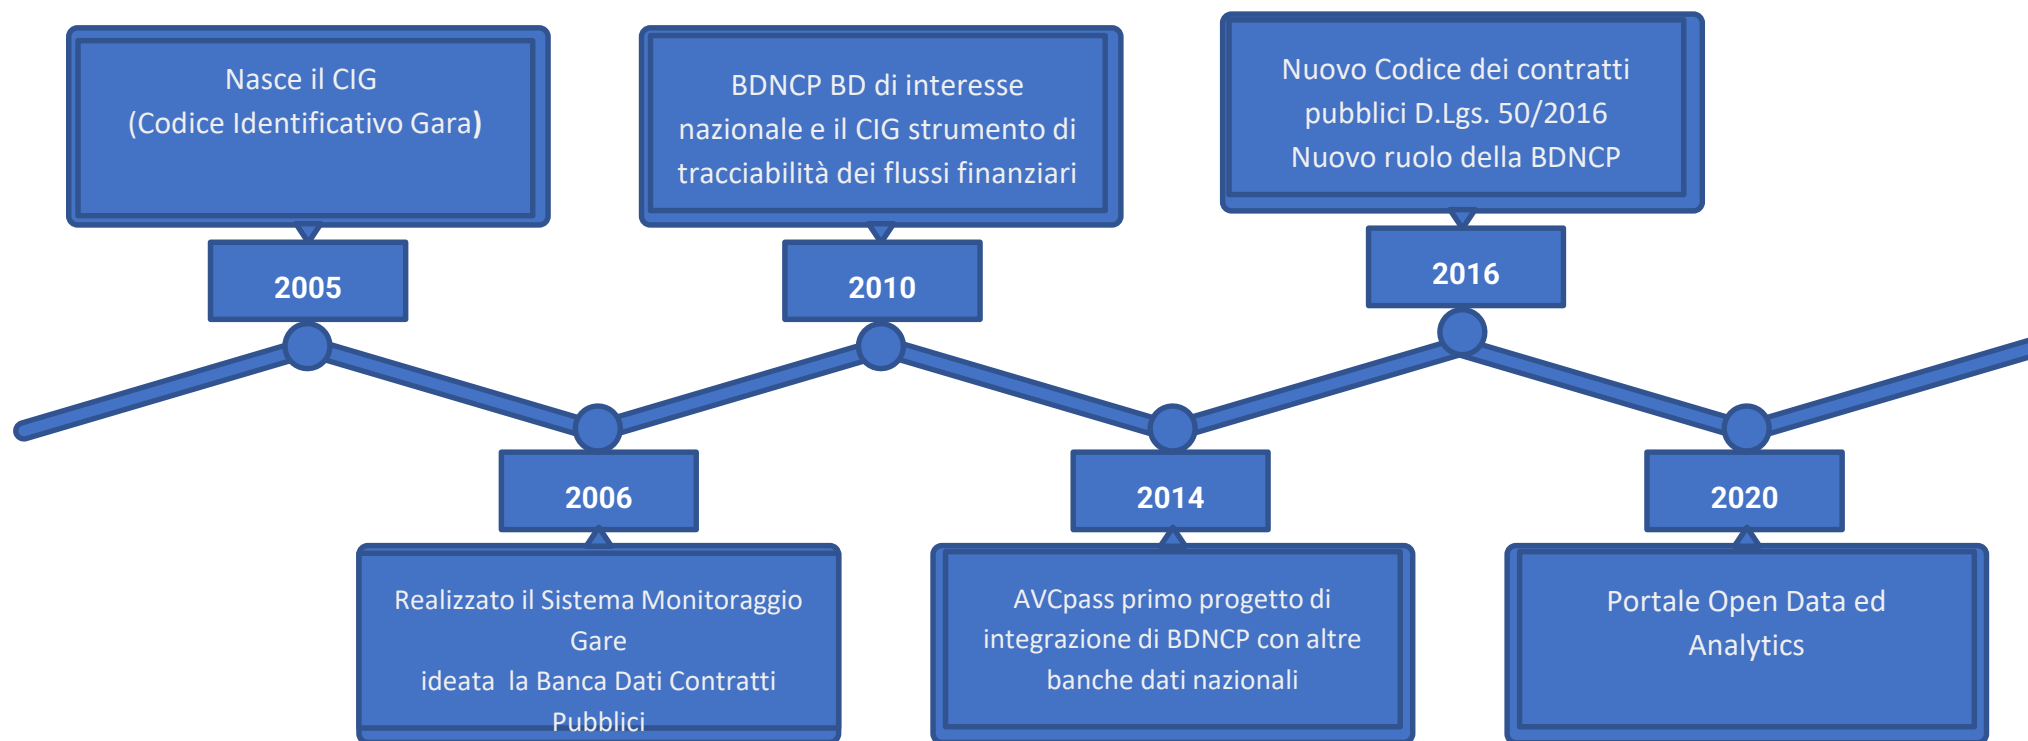 Nasce il CIG
(Codice Identificativo Gara)
2005
Realizzato il Sistema Monitoraggio
Gare
ideata la Banca Dati Contratti
Pubblici
2006
BDNCP BD di interesse
nazionale e il CIG strumento di
tracciabilità dei flussi finanziari
2010
AVCpass primo progetto di
integrazione di BDNCP con altre
banche dati nazionali
2014
Nuovo Codice dei contratti
pubblici D.Lgs. 50/2016
Nuovo ruolo della BDNCP
2016
Portale Open Data ed
Analytics
2020